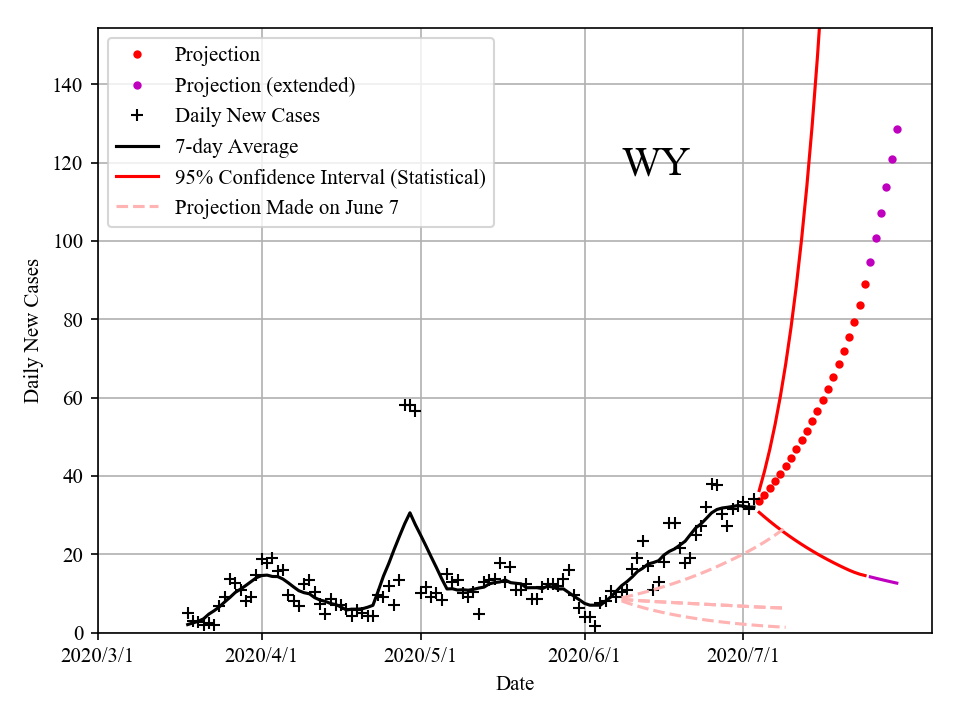 Projection
Projection (extended)
Daily New Cases
7-day Average
95% Confidence Interval (Statistical)
Projection Made on June 7
WY
140
120
100
80
60
40
20
0
Daily New Cases
2020/3/1 2020/4/1 2020/5/1 2020/6/1 2020/7/1
Date